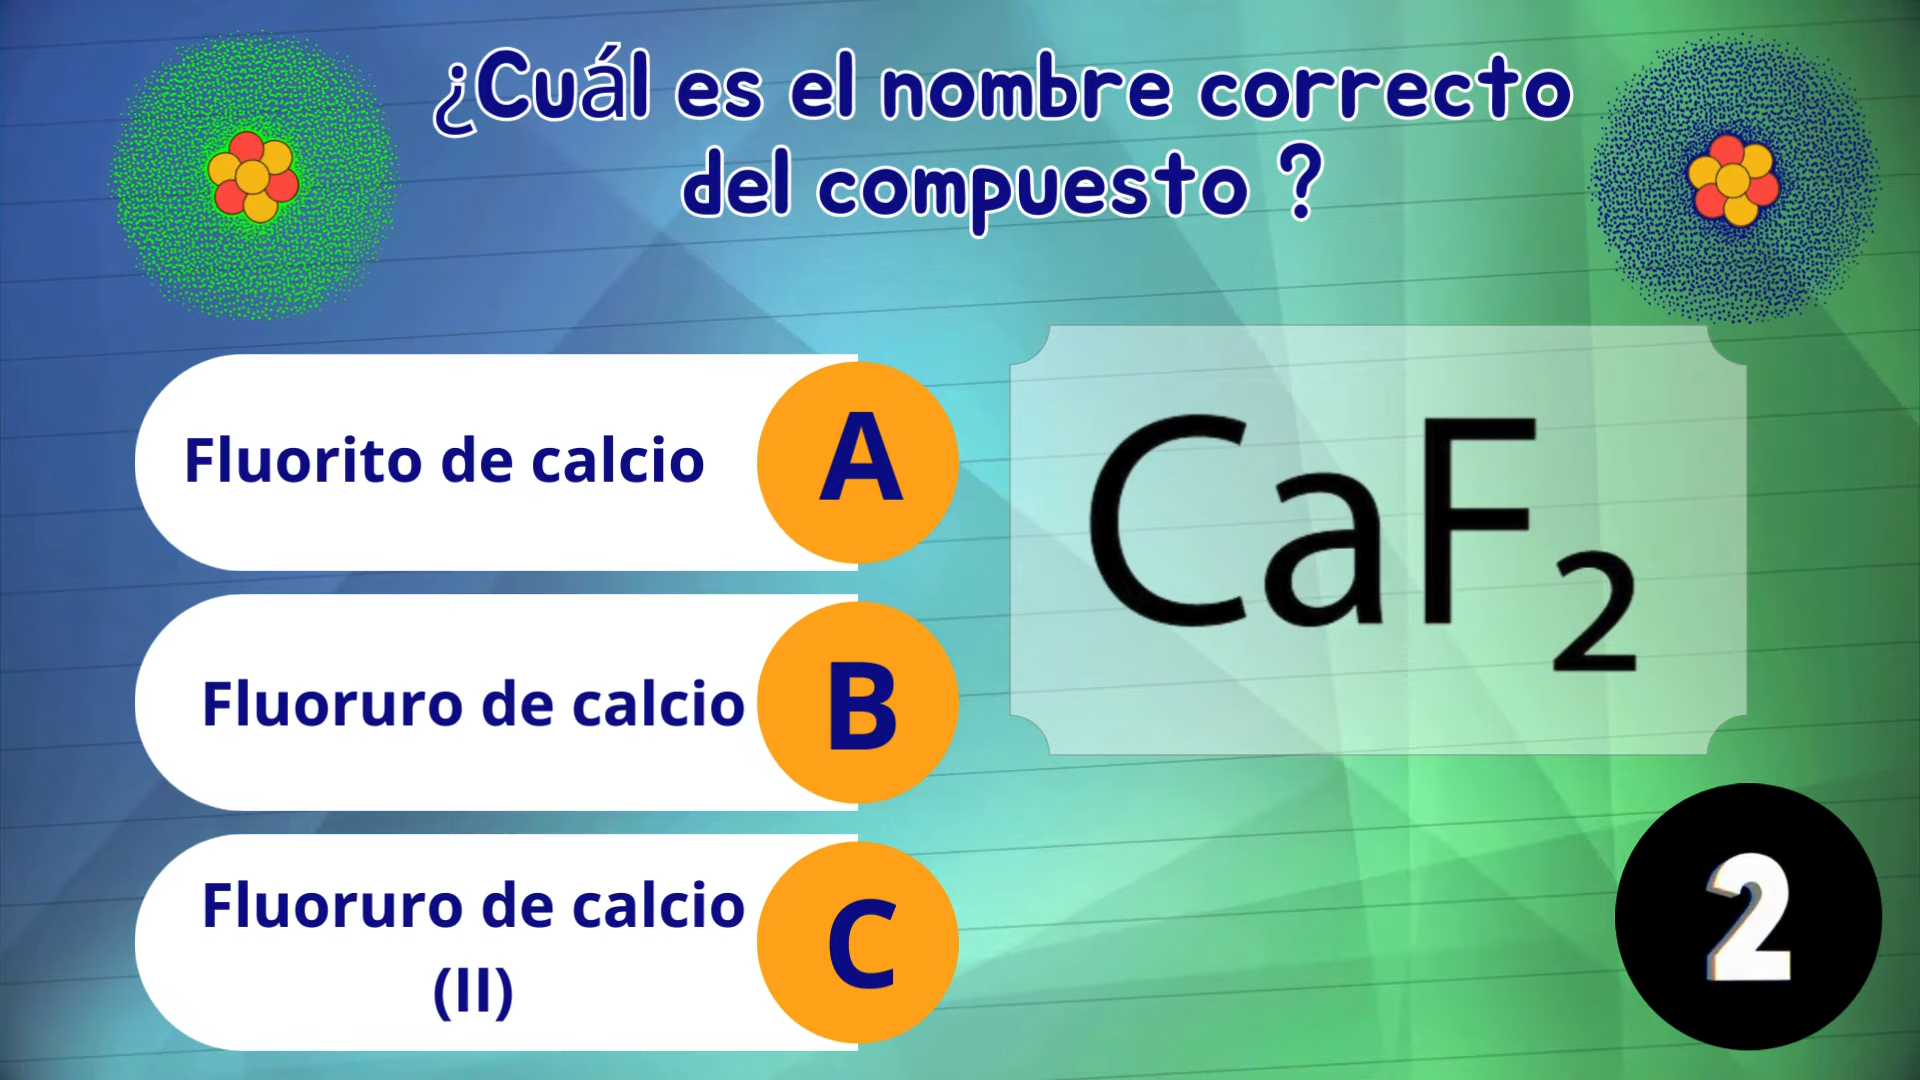 ¿Cuál es el nombre correcto
del compuesto ?
Fluorito de calcio
A
Fluoruro de calcio
B
Fluoruro de calcio
(II)
C
CaF₂
2